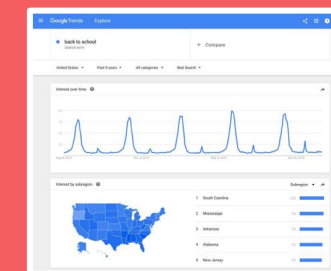 Google Trends Explore
back to school
Search term
+ Compare
United States
Past 5 years
All categories
Web Search
Interest over time
Interest by subregion
Subregion
1 South Carolina
2 Mississippi
3 Arkansas
4 Alabama
5 New Jersey